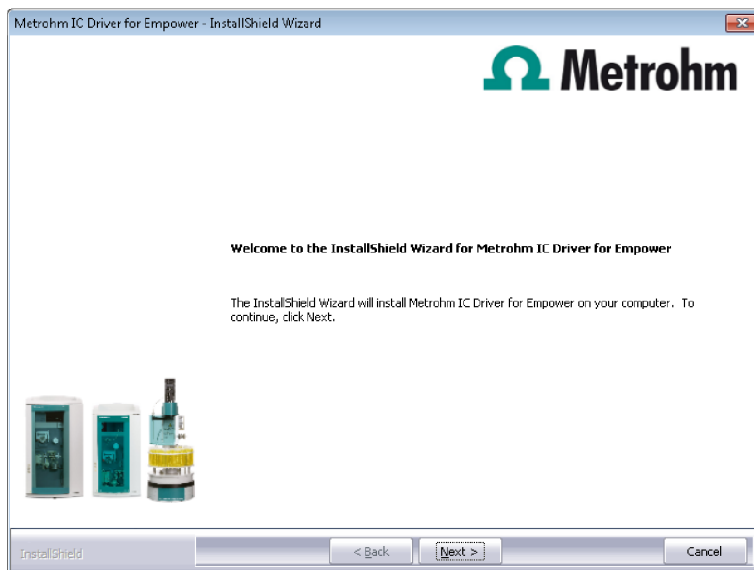 Metrohm IC Driver for Empower - InstallShield Wizard
Metrohm
Welcome to the InstallShield Wizard for Metrohm IC Driver for Empower
The InstallShield Wizard will install Metrohm IC Driver for Empower on your computer. To
continue, click Next.
InstallShield
< Back
Next >
Cancel